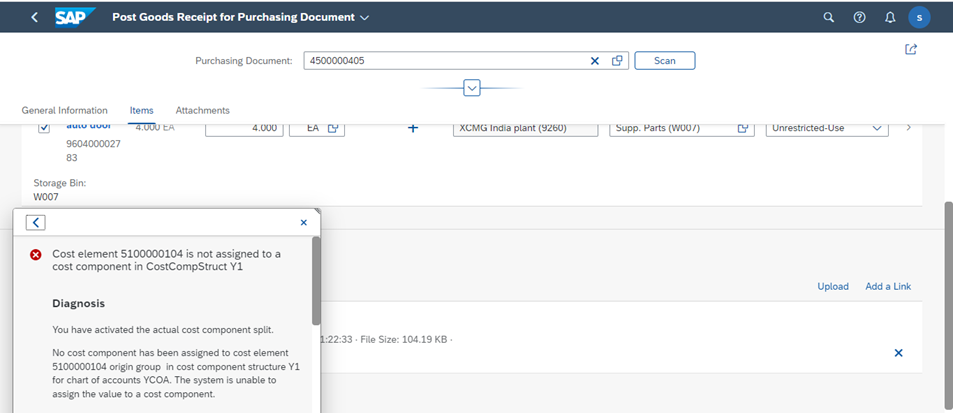 SAP Post Goods Receipt for Purchasing Document
S
Purchasing Document: 4500000405 Scan
General Information Items Attachments
auto door 4.000 EA 4.000 EA XCMG India plant (9260) Supp. Parts (W007) Unrestricted-Use
9604000027
83
Storage Bin:
W007
Cost element 5100000104 is not assigned to a
cost component in CostCompStruct Y1
Upload Add a Link
Diagnosis
You have activated the actual cost component split.
1:22:33 · File Size: 104.19 KB ·
No cost component has been assigned to cost element
5100000104 origin group in cost component structure Y1
for chart of accounts YCOA. The system is unable to
assign the value to a cost component.